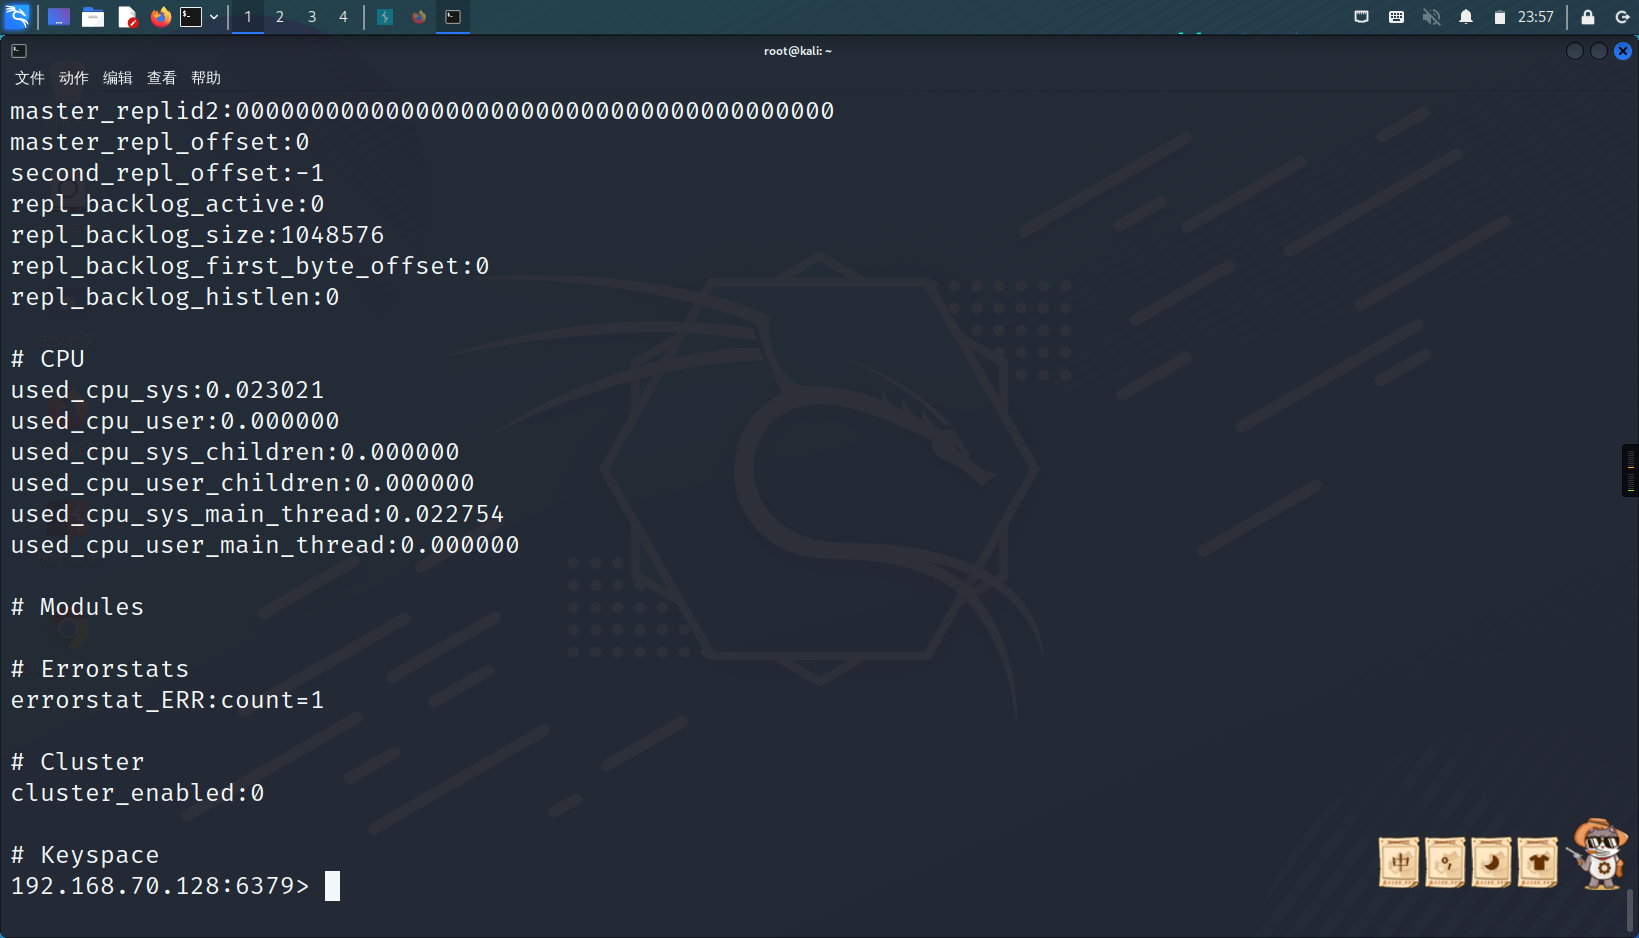 1 2 3 4 23:57
root@kali: ~
文件 动作 编辑 查看 帮助
master_replid2:0000000000000000000000000000000000000000
master_repl_offset:0
second_repl_offset:-1
repl_backlog_active:0
repl_backlog_size:1048576
repl_backlog_first_byte_offset:0
repl_backlog_histlen:0
# CPU
used_cpu_sys:0.023021
used_cpu_user:0.000000
used_cpu_sys_children:0.000000
used_cpu_user_children:0.000000
used_cpu_sys_main_thread:0.022754
used_cpu_user_main_thread:0.000000
# Modules
# Errorstats
errorstat_ERR:count=1
# Cluster
cluster_enabled:0
# Keyspace
192.168.70.128:6379>
中